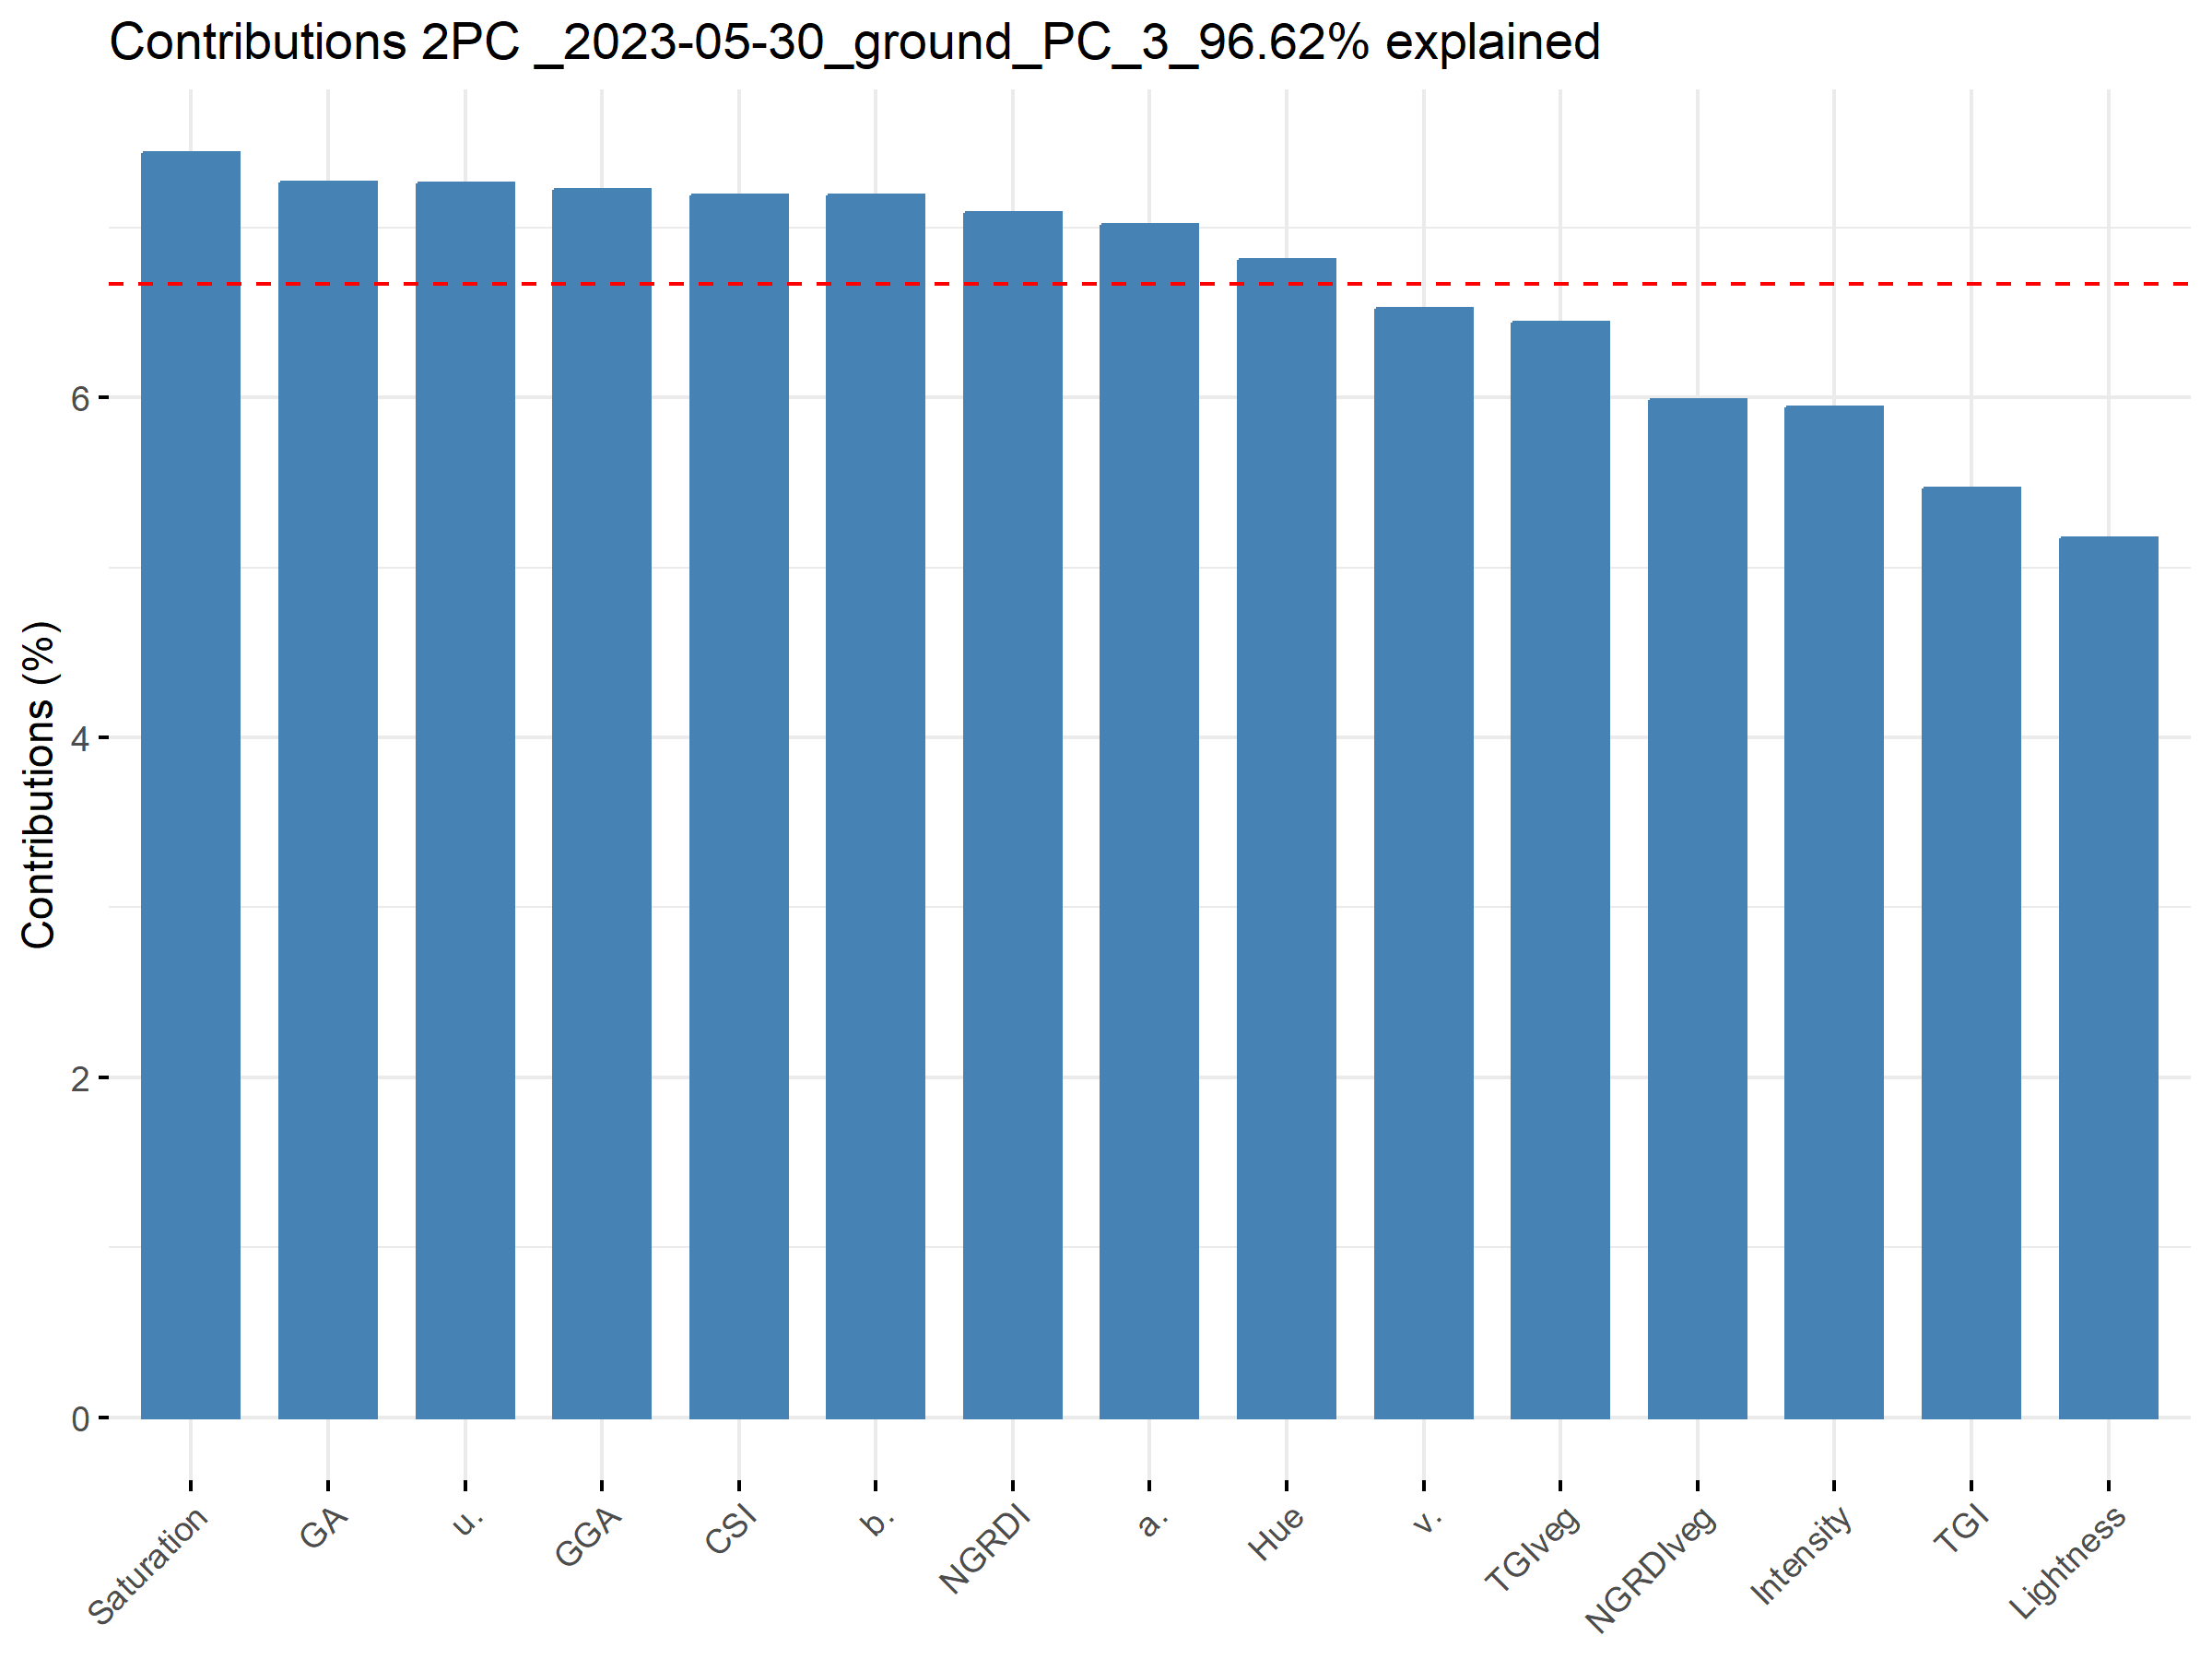 Contributions 2PC _2023-05-30_ground_PC_3_96.62% explained
Contributions (%)
6
4
2
0
Saturation
GA
u.
GGA
CSI
b.
NGRDI
a.
Hue
v.
TGIveg
NGRDIveg
Intensity
TGI
Lightness